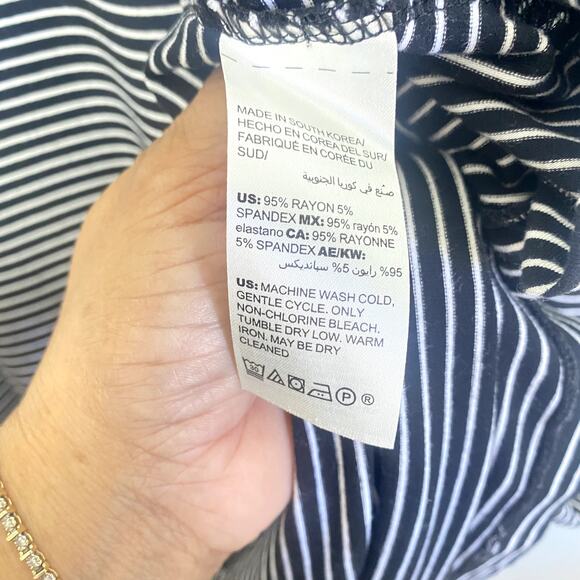 MADE IN SOUTH KOREA/
HECHO EN COREA DEL SUR/
FABRIQUÉ EN CORÉE DU
SUD/
صنع في كوريا الجنوبية
US: 95% RAYON 5%
SPANDEX MX: 95% rayón 5%
elastano CA: 95% RAYONNE
5% SPANDEX AE/KW:
95% رايون 5% سباندیکس
US: MACHINE WASH COLD,
GENTLE CYCLE. ONLY
NON-CHLORINE BLEACH.
TUMBLE DRY LOW. WARM
IRON. MAY BE DRY
CLEANED
30 P ®